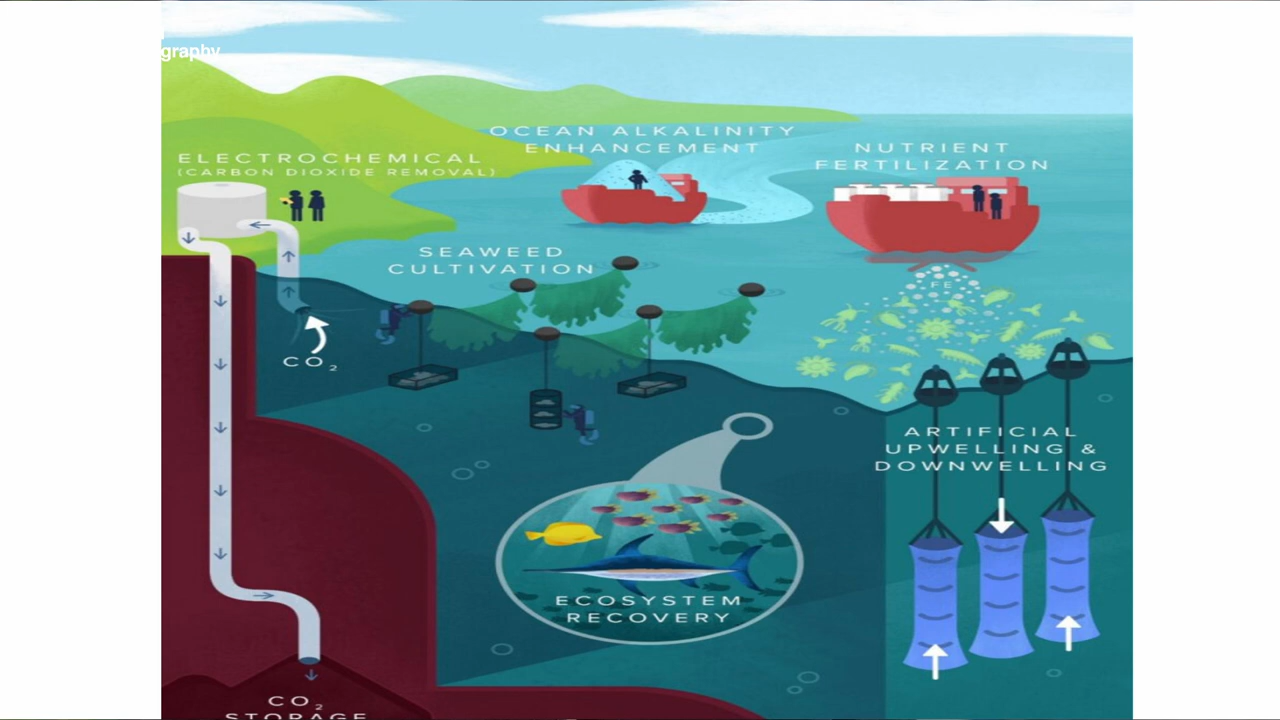 graphy
OCEAN ALKALINITY
ENHANCEMENT
NUTRIENT
FERTILIZATION
ELECTROCHEMICAL
(CARBON DIOXIDE REMOVAL)
SEAWEED
CULTIVATION
FE
CO₂
ARTIFICIAL
UPWELLING &
DOWNWELLING
ECOSYSTEM
RECOVERY
CO₂
STORAGE